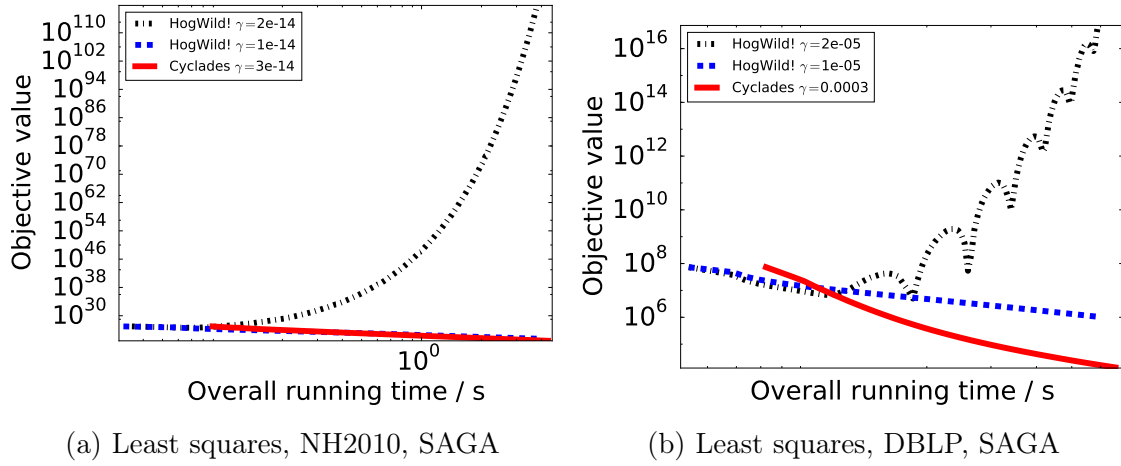 10^110
10^102
10^94
10^86
10^78
10^70
10^62
10^54
10^46
10^38
10^30
Objective value
HogWild! γ=2e-14
HogWild! γ=1e-14
Cyclades γ=3e-14
10^0
Overall running time / s
(a) Least squares, NH2010, SAGA
10^16
10^14
10^12
10^10
10^8
10^6
Objective value
HogWild! γ=2e-05
HogWild! γ=1e-05
Cyclades γ=0.0003
Overall running time / s
(b) Least squares, DBLP, SAGA